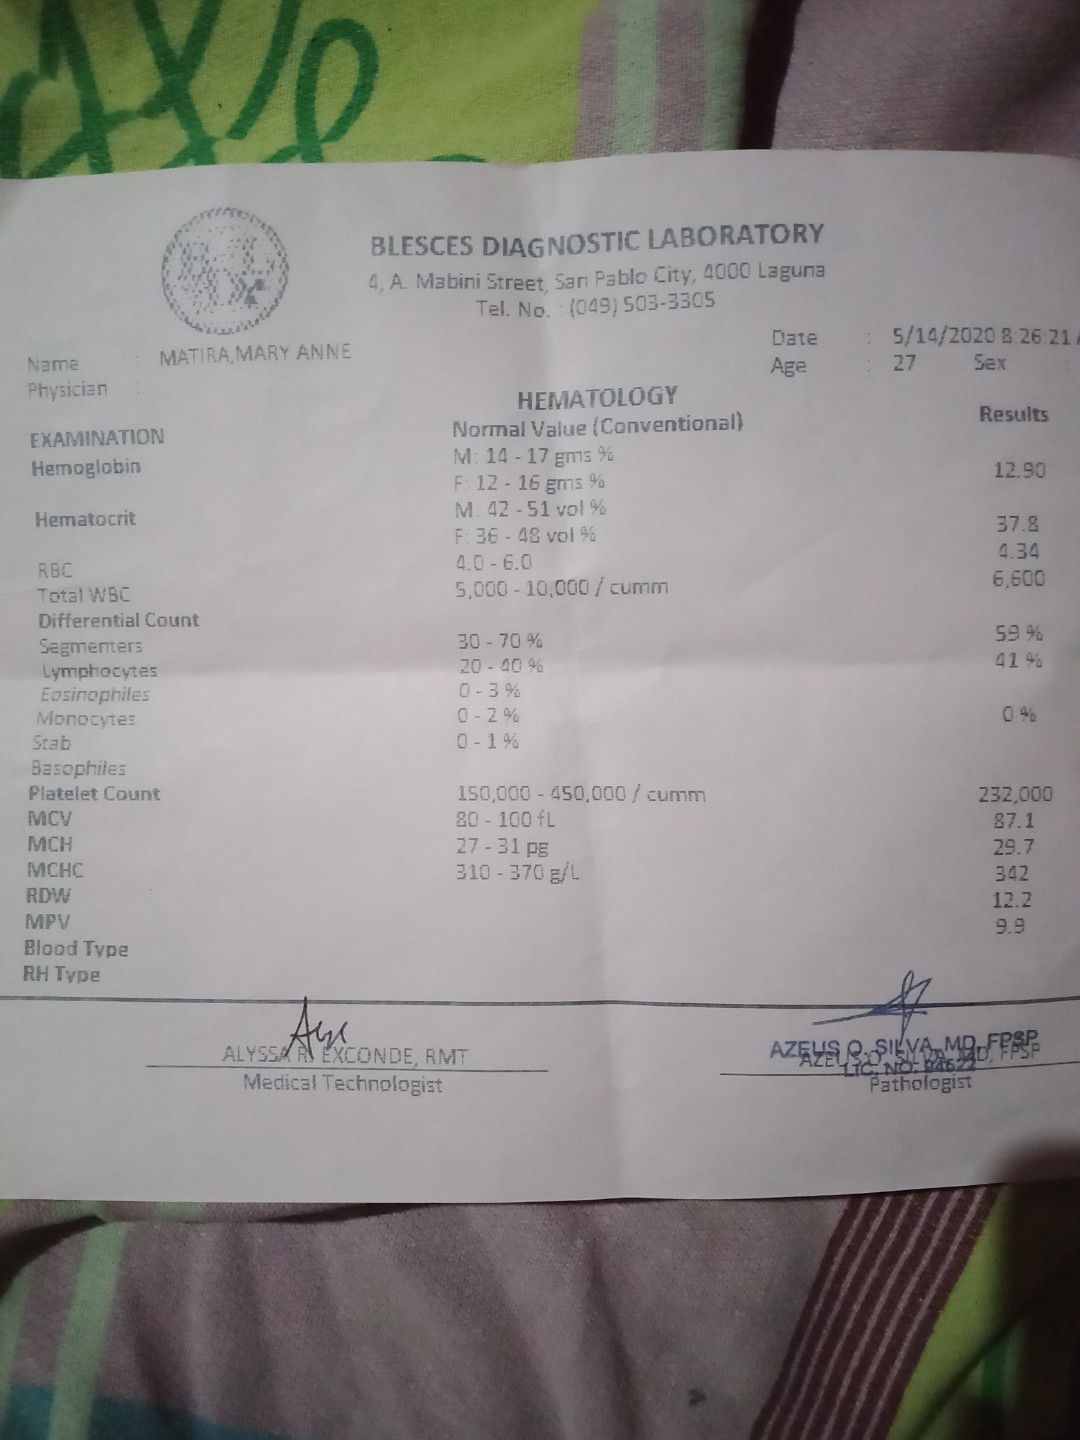 BLESCES DIAGNOSTIC LABORATORY
4, A. Mabini Street, San Pablo City, 4000 Laguna
Tel. No. : (049) 503-3305
Name : MATIRA,MARY ANNE Date : 5/14/2020 8:26:21
Physician : Age : 27 Sex :
HEMATOLOGY
EXAMINATION Normal Value (Conventional) Results
Hemoglobin M: 14 - 17 gms % 12.90
F: 12 - 16 gms %
Hematocrit M: 42 - 51 vol % 37.8
F: 36 - 48 vol %
RBC 4.0 - 6.0 4.34
Total WBC 5,000 - 10,000 / cumm 6,600
Differential Count
Segmenters 30 - 70 % 59 %
Lymphocytes 20 - 40 % 41 %
Eosinophiles 0 - 3 %
Monocytes 0 - 2 % 0 %
Stab 0 - 1 %
Basophiles
Platelet Count 150,000 - 450,000 / cumm 232,000
MCV 80 - 100 fL 87.1
MCH 27 - 31 pg 29.7
MCHC 310 - 370 g/L 342
RDW 12.2
MPV 9.9
Blood Type
RH Type
ALYSSA R. EXCONDE, RMT
Medical Technologist
AZEUS O. SILVA, MD, FPSP
AZEUS O. SILVA, MD, FPSP
LIC. NO. 94622
Pathologist